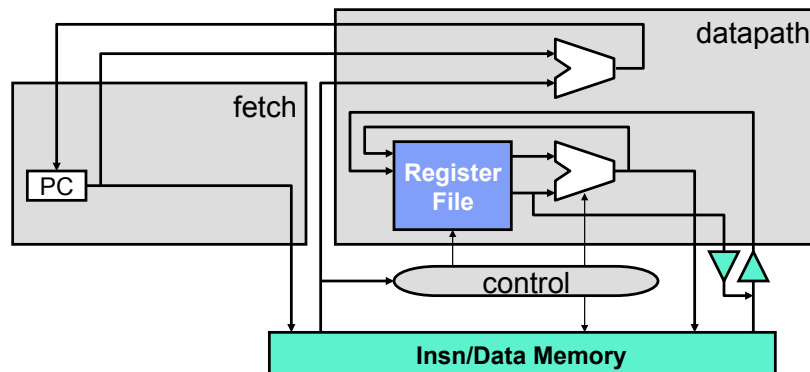 datapath
fetch
PC
Register
File
control
Insn/Data Memory